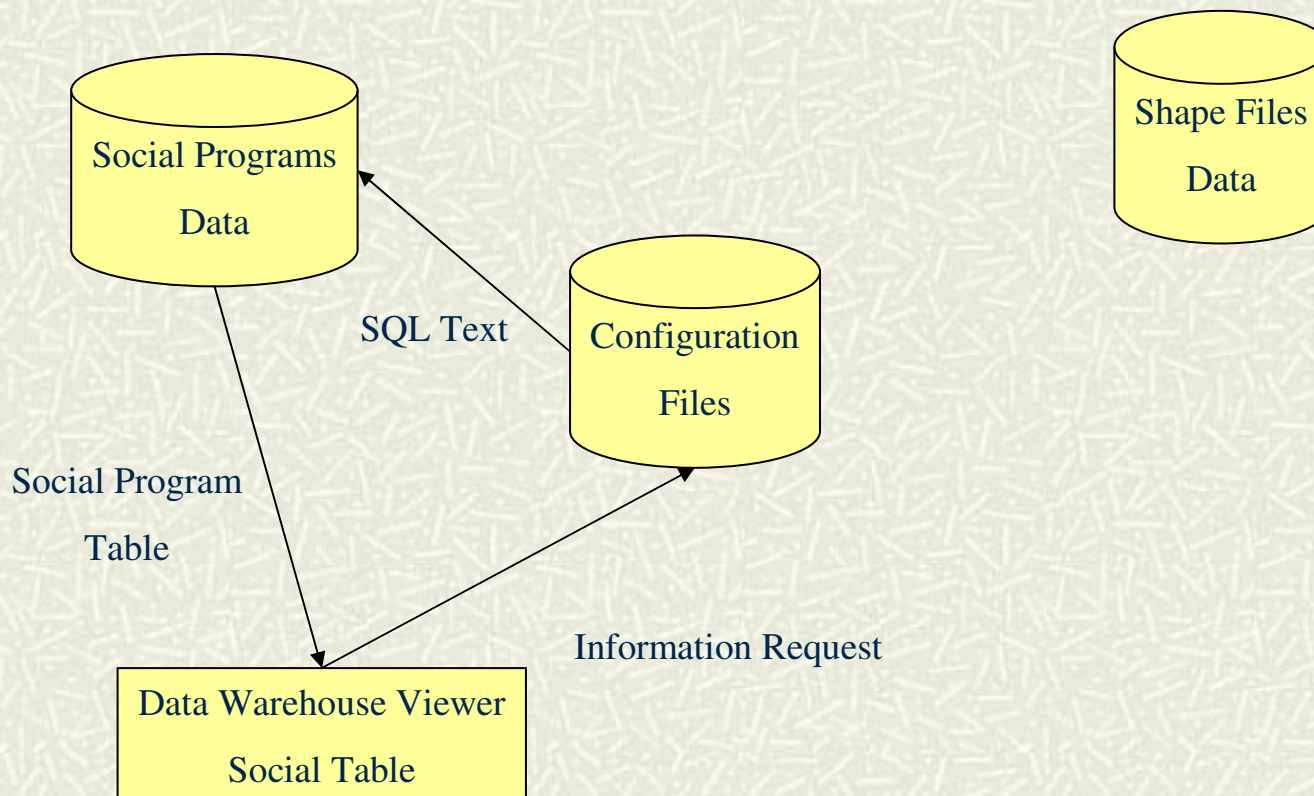 Shape Files
Data
Social Programs
Data
SQL Text
Configuration
Files
Social Program
Table
Information Request
Data Warehouse Viewer
Social Table